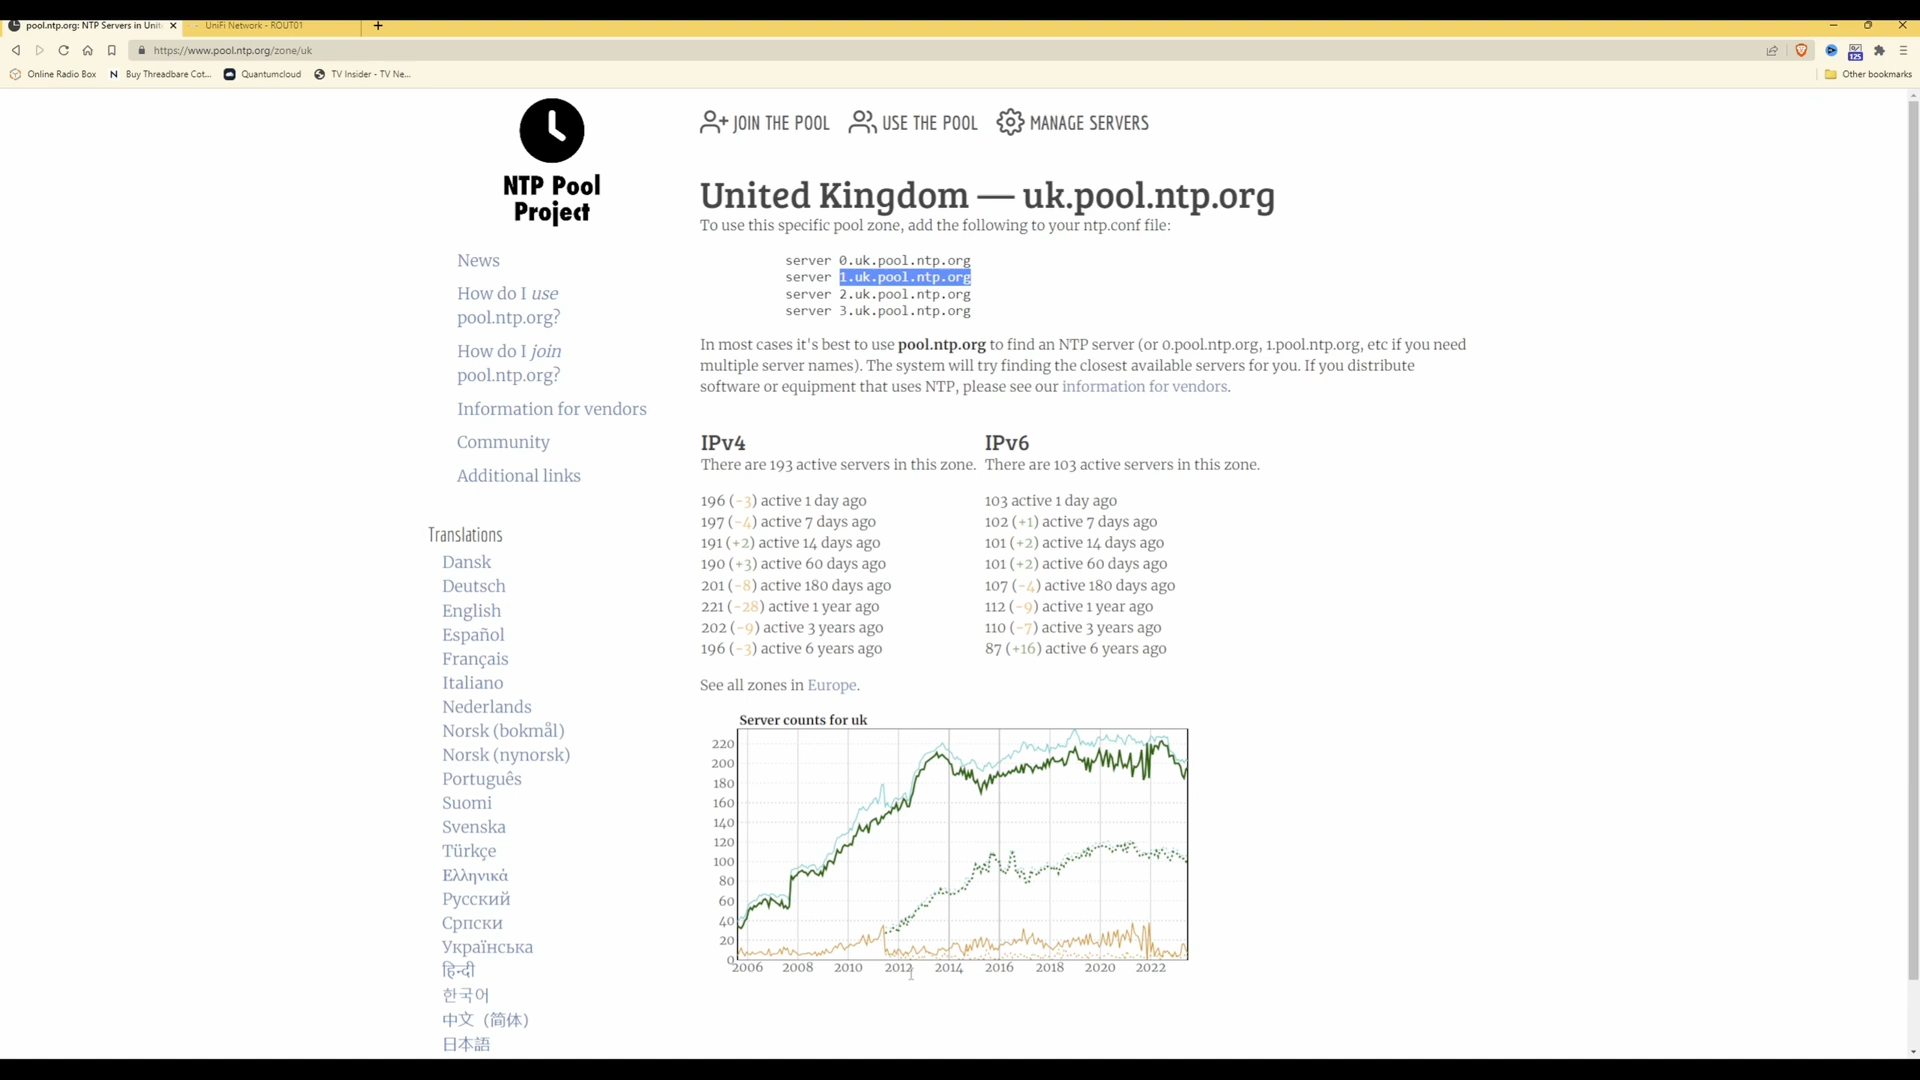 pool.ntp.org: NTP Servers in Unit
UniFi Network - ROUT01
https://www.pool.ntp.org/zone/uk
125
Online Radio Box
N Buy Threadbare Cot...
Quantumcloud
TV Insider - TV Ne...
Other bookmarks
NTP Pool
Project
JOIN THE POOL
USE THE POOL
MANAGE SERVERS
United Kingdom — uk.pool.ntp.org
To use this specific pool zone, add the following to your ntp.conf file:
server 0.uk.pool.ntp.org
server 1.uk.pool.ntp.org
server 2.uk.pool.ntp.org
server 3.uk.pool.ntp.org
In most cases it's best to use pool.ntp.org to find an NTP server (or 0.pool.ntp.org, 1.pool.ntp.org, etc if you need
multiple server names). The system will try finding the closest available servers for you. If you distribute
software or equipment that uses NTP, please see our information for vendors.
News
How do I use
pool.ntp.org?
How do I join
pool.ntp.org?
Information for vendors
Community
Additional links
Translations
Dansk
Deutsch
English
Español
Français
Italiano
Nederlands
Norsk (bokmål)
Norsk (nynorsk)
Português
Suomi
Svenska
Türkçe
Ελληνικά
Русский
Српски
Українська
हिन्दी
한국어
中文（简体）
日本語
IPv4
There are 193 active servers in this zone.
196 (-3) active 1 day ago
197 (-4) active 7 days ago
191 (+2) active 14 days ago
190 (+3) active 60 days ago
201 (-8) active 180 days ago
221 (-28) active 1 year ago
202 (-9) active 3 years ago
196 (-3) active 6 years ago
IPv6
There are 103 active servers in this zone.
103 active 1 day ago
102 (+1) active 7 days ago
101 (+2) active 14 days ago
101 (+2) active 60 days ago
107 (-4) active 180 days ago
112 (-9) active 1 year ago
110 (-7) active 3 years ago
87 (+16) active 6 years ago
See all zones in Europe.
Server counts for uk
220
200
180
160
140
120
100
80
60
40
20
0
2006 2008 2010 2012 2014 2016 2018 2020 2022